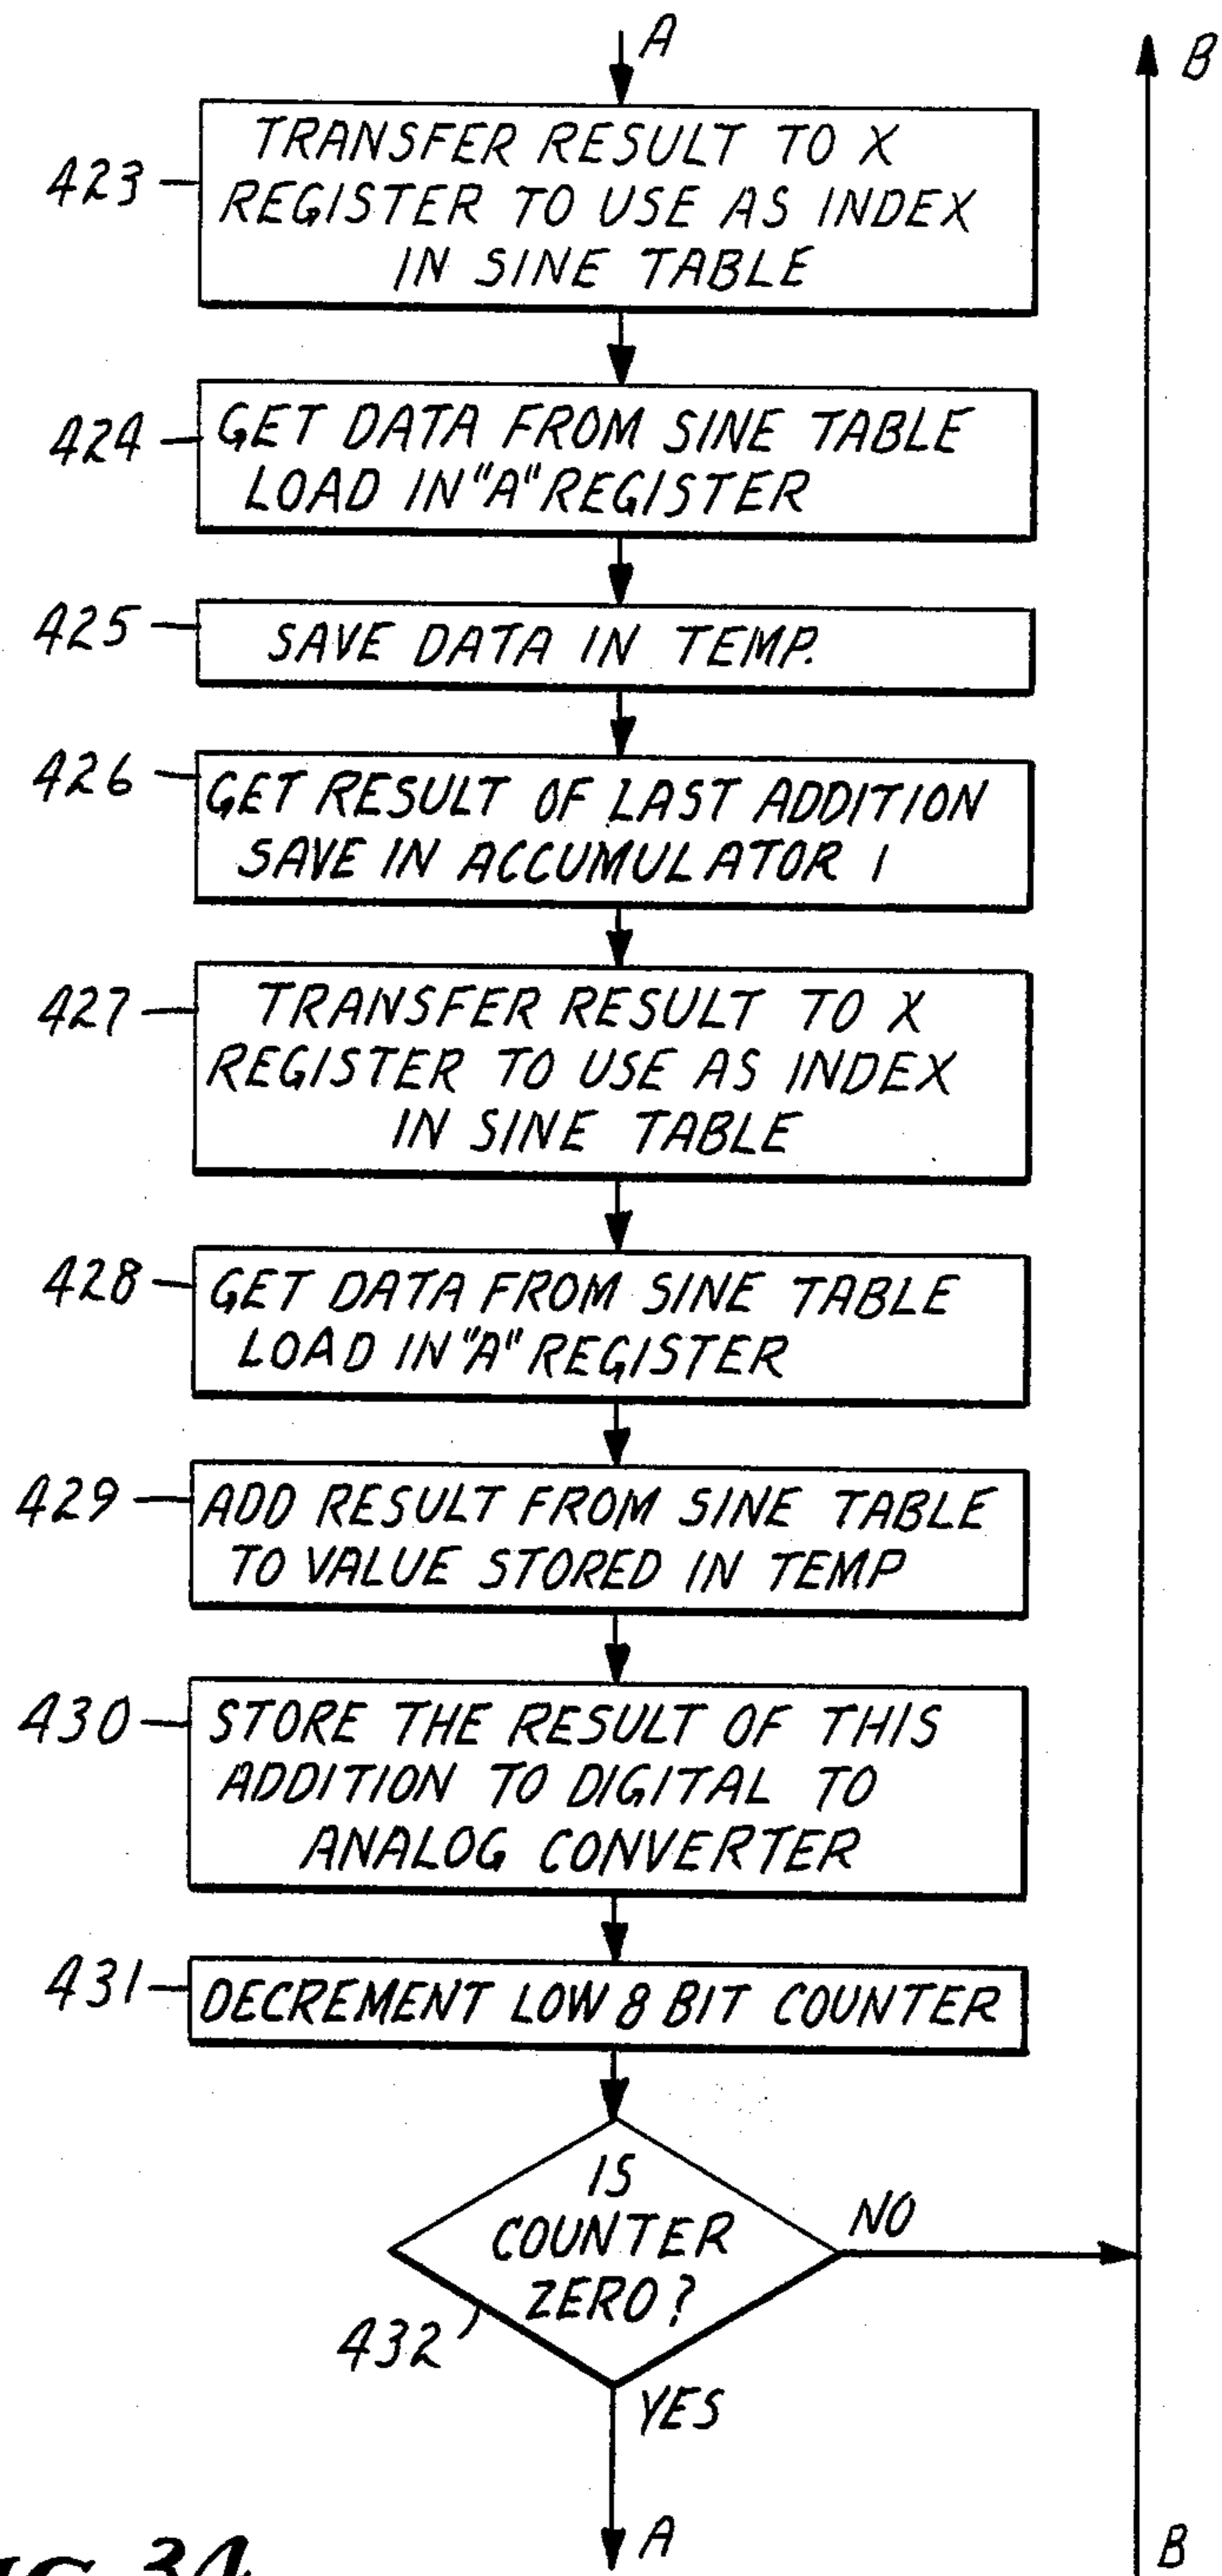 A
B
423
TRANSFER RESULT TO X
REGISTER TO USE AS INDEX
IN SINE TABLE
424
GET DATA FROM SINE TABLE
LOAD IN "A" REGISTER
425
SAVE DATA IN TEMP.
426
GET RESULT OF LAST ADDITION
SAVE IN ACCUMULATOR 1
427
TRANSFER RESULT TO X
REGISTER TO USE AS INDEX
IN SINE TABLE
428
GET DATA FROM SINE TABLE
LOAD IN "A" REGISTER
429
ADD RESULT FROM SINE TABLE
TO VALUE STORED IN TEMP
430
STORE THE RESULT OF THIS
ADDITION TO DIGITAL TO
ANALOG CONVERTER
431
DECREMENT LOW 8 BIT COUNTER
IS
COUNTER
ZERO?
NO
432
YES
A
B
34